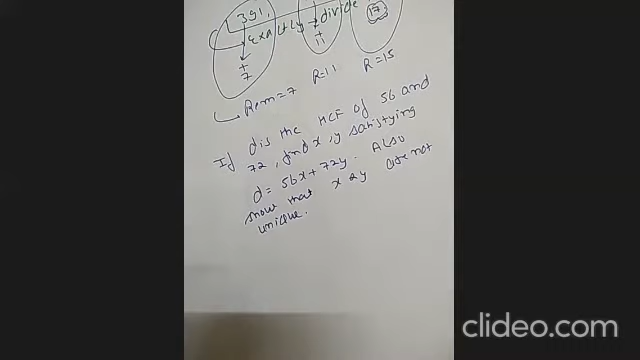 391,
exactly divide
17
+
7
+
11
Rem=7 R=11 R=15
If d is the HCF of 56 and
72, find x, y satisfying
d = 56x + 72y. Also
show that x & y are not
unique.
clideo.com